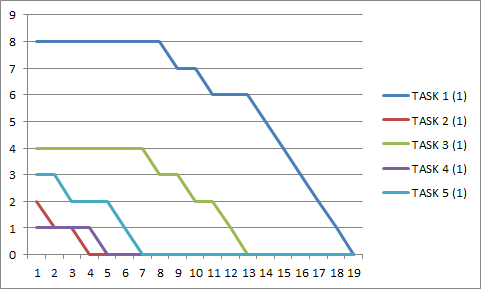 9
8
7
6
5
4
3
2
1
0
1 2 3 4 5 6 7 8 9 10 11 12 13 14 15 16 17 18 19
TASK 1 (1)
TASK 2 (1)
TASK 3 (1)
TASK 4 (1)
TASK 5 (1)